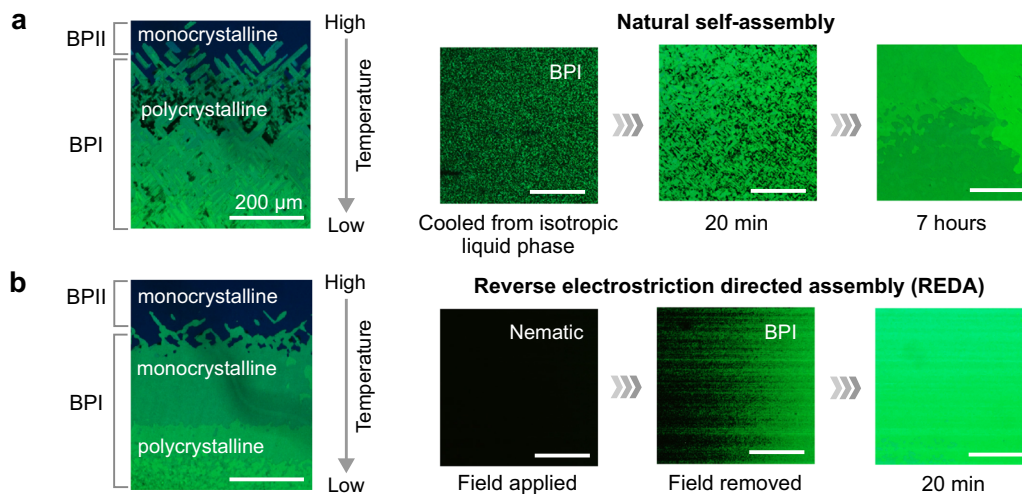 a
BPII
monocrystalline
BPI
polycrystalline
200 µm
High
Temperature
Low
Natural self-assembly
BPI
Cooled from isotropic
liquid phase
20 min
7 hours
b
BPII
monocrystalline
BPI
monocrystalline
polycrystalline
High
Temperature
Low
Reverse electrostriction directed assembly (REDA)
Nematic
BPI
Field applied
Field removed
20 min